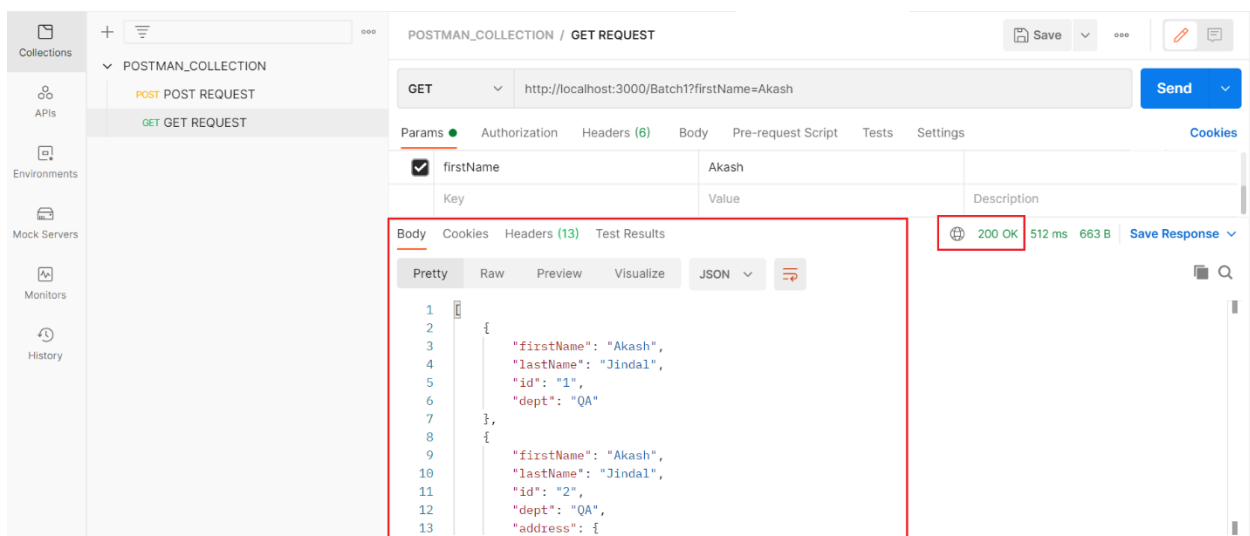 Collections
APIs
Environments
Mock Servers
Monitors
History
POSTMAN_COLLECTION
POST POST REQUEST
GET GET REQUEST
POSTMAN_COLLECTION / GET REQUEST
Save
GET http://localhost:3000/Batch1?firstName=Akash Send
Params Authorization Headers (6) Body Pre-request Script Tests Settings Cookies
firstName Akash
Key Value Description
Body Cookies Headers (13) Test Results 200 OK 512 ms 663 B Save Response
Pretty Raw Preview Visualize JSON
1 [
2 {
3 "firstName": "Akash",
4 "lastName": "Jindal",
5 "id": "1",
6 "dept": "QA"
7 },
8 {
9 "firstName": "Akash",
10 "lastName": "Jindal",
11 "id": "2",
12 "dept": "QA",
13 "address": {